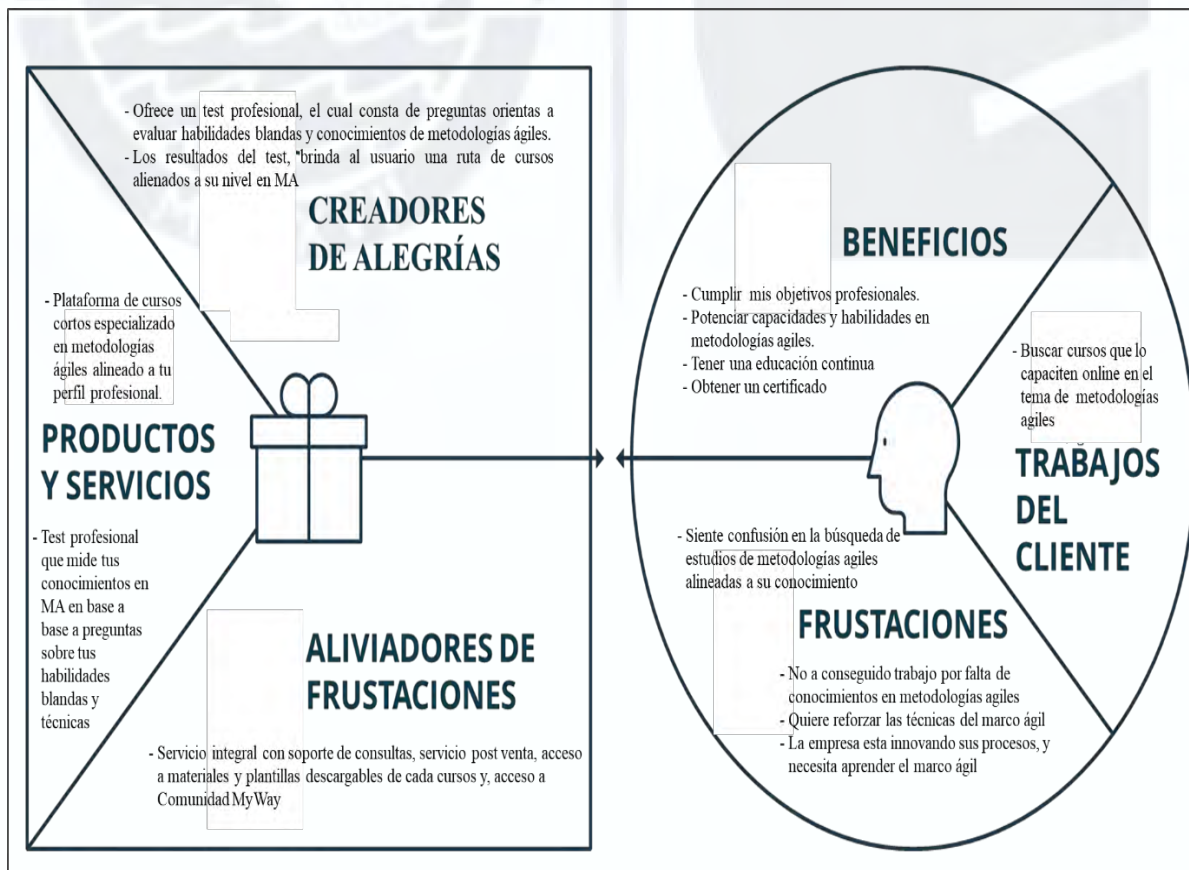 - Ofrece un test profesional, el cual consta de preguntas orientas a
evaluar habilidades blandas y conocimientos de metodologías ágiles.
- Los resultados del test, "brinda al usuario una ruta de cursos
alienados a su nivel en MA
CREADORES
DE ALEGRÍAS
- Plataforma de cursos
cortos especializado
en metodologías
ágiles alineado a tu
perfil profesional.
PRODUCTOS
Y SERVICIOS
- Test profesional
que mide tus
conocimientos en
MA en base a
base a preguntas
sobre tus
habilidades
blandas y
técnicas
ALIVIADORES DE
FRUSTACIONES
- Servicio integral con soporte de consultas, servicio post venta, acceso
a materiales y plantillas descargables de cada cursos y, acceso a
Comunidad MyWay
BENEFICIOS
- Cumplir mis objetivos profesionales.
- Potenciar capacidades y habilidades en
metodologías agiles.
- Tener una educación continua
- Obtener un certificado
- Buscar cursos que lo
capaciten online en el
tema de metodologías
agiles
TRABAJOS
DEL
CLIENTE
- Siente confusión en la búsqueda de
estudios de metodologías agiles
alineadas a su conocimiento
FRUSTACIONES
- No a conseguido trabajo por falta de
conocimientos en metodologías agiles
- Quiere reforzar las técnicas del marco ágil
- La empresa esta innovando sus procesos, y
necesita aprender el marco ágil